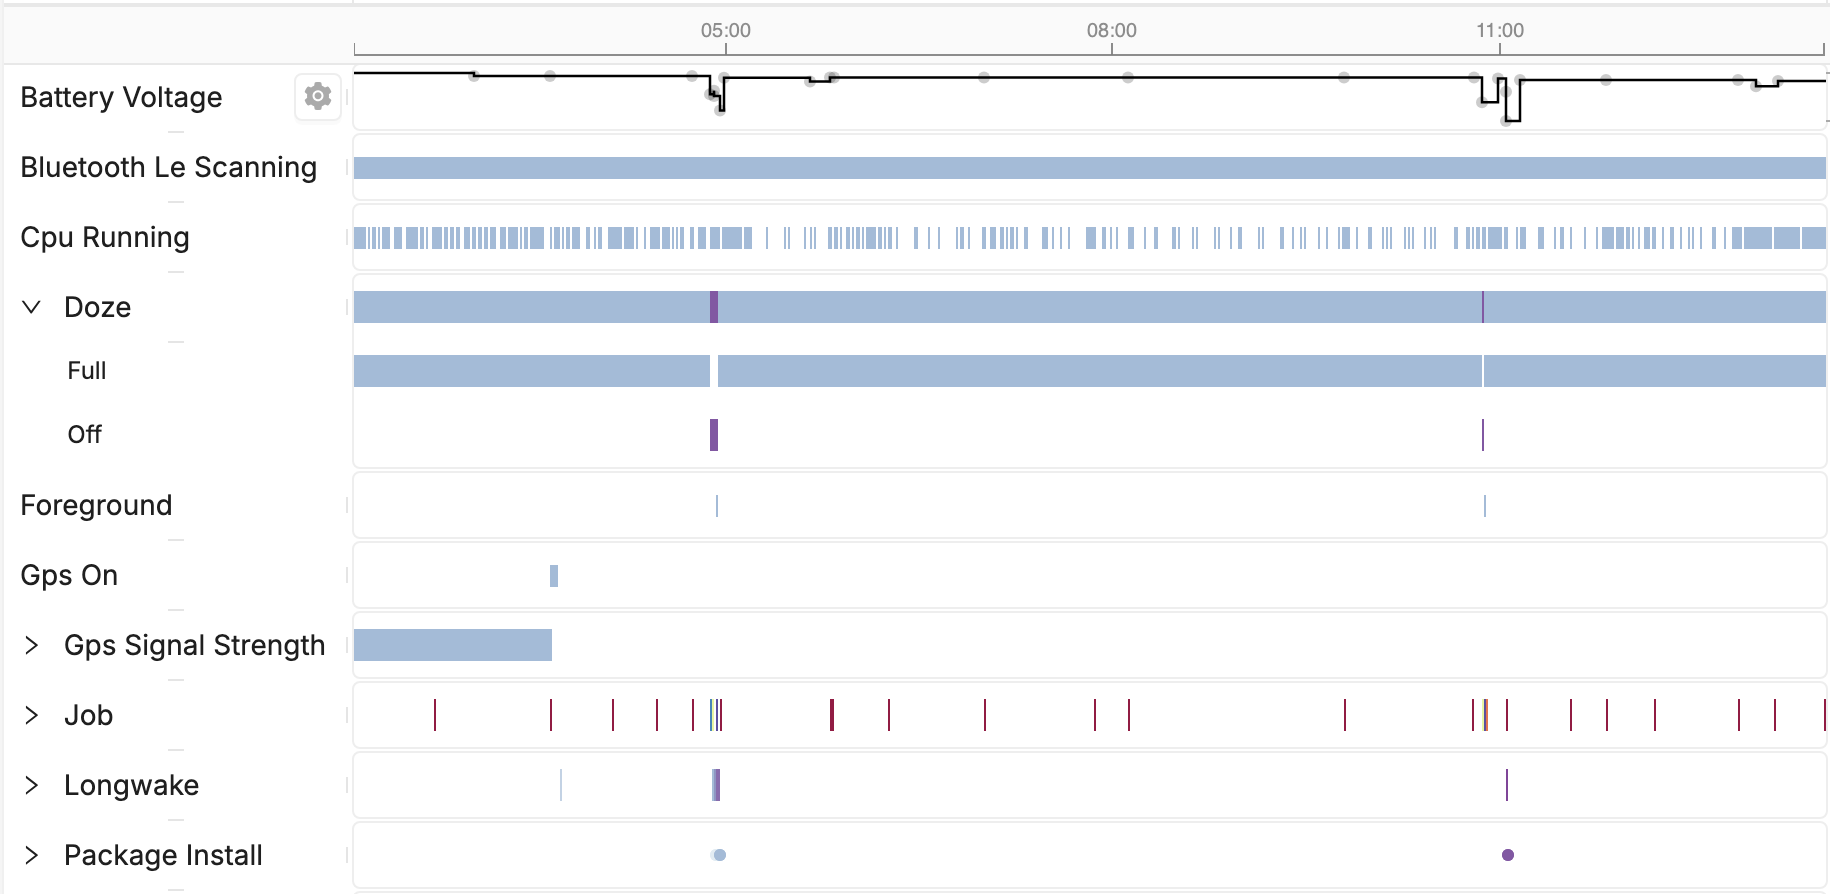 05:00 08:00 11:00
Battery Voltage
Bluetooth Le Scanning
Cpu Running
Doze
Full
Off
Foreground
Gps On
Gps Signal Strength
Job
Longwake
Package Install